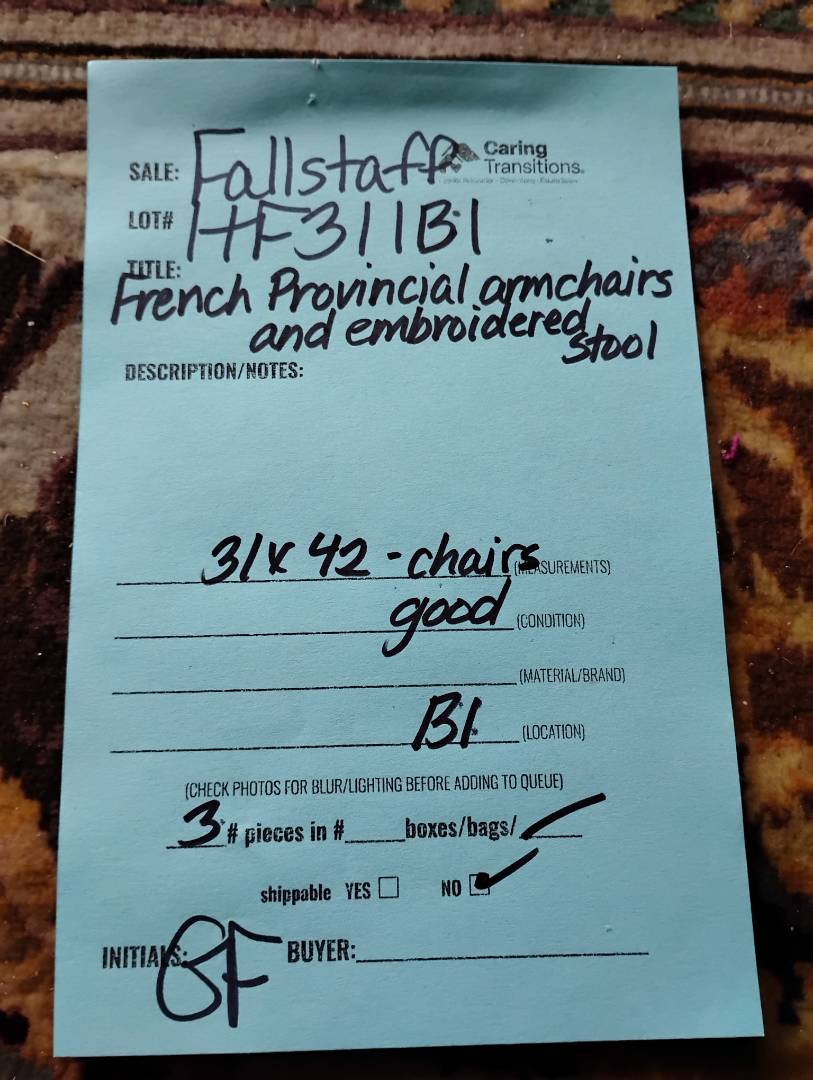 SALE: Fallstaff Caring
Transitions.
LOT# HF311B1
TITLE:
French Provincial armchairs
and embroidered
stool
DESCRIPTION/NOTES:
31 x 42 - chairs (MEASUREMENTS)
good (CONDITION)
(MATERIAL/BRAND)
B1 (LOCATION)
(CHECK PHOTOS FOR BLUR/LIGHTING BEFORE ADDING TO QUEUE)
3 # pieces in # boxes/bags/
shippable YES NO
INITIALS: GF BUYER: